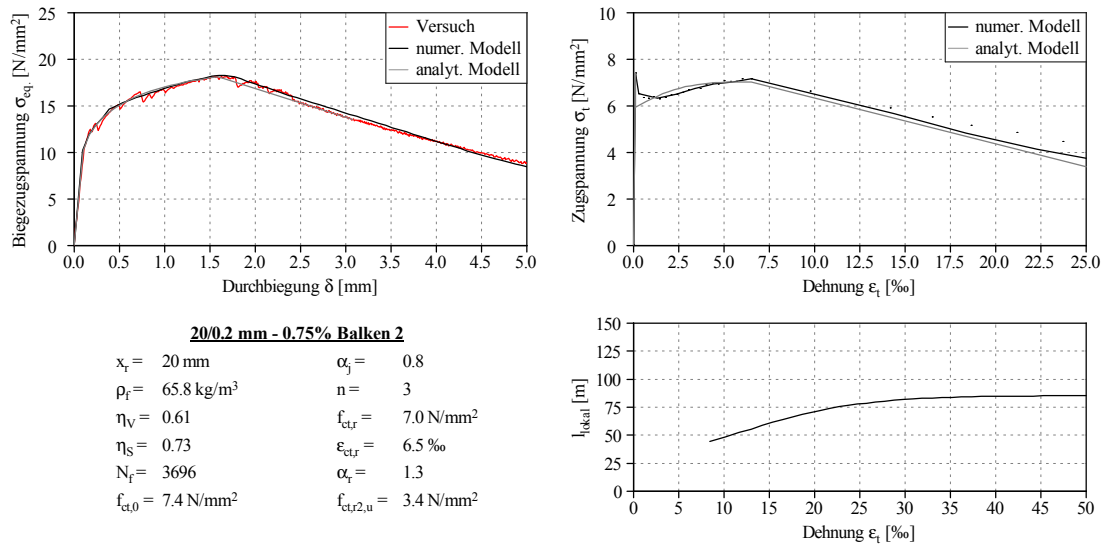 Biegezugspannung σeq. [N/mm²]
25
20
15
10
5
0
Versuch
numer. Modell
analyt. Modell
0.0 0.5 1.0 1.5 2.0 2.5 3.0 3.5 4.0 4.5 5.0
Durchbiegung δ [mm]
Zugspannung σt [N/mm²]
8
6
4
2
0
numer. Modell
analyt. Modell
0.0 2.5 5.0 7.5 10.0 12.5 15.0 17.5 20.0 22.5 25.0
Dehnung εt [‰]
20/0.2 mm - 0.75% Balken 2
xr = 20 mm αj = 0.8
ρf = 65.8 kg/m³ n = 3
ηV = 0.61 fct,r = 7.0 N/mm²
ηS = 0.73 εct,r = 6.5 ‰
Nf = 3696 αr = 1.3
fct,0 = 7.4 N/mm² fct,r2,u = 3.4 N/mm²
llokal [m]
150
125
100
75
50
25
0
0.0 5.0 10 15 20 25 30 35 40 45 50
Dehnung εt [‰]